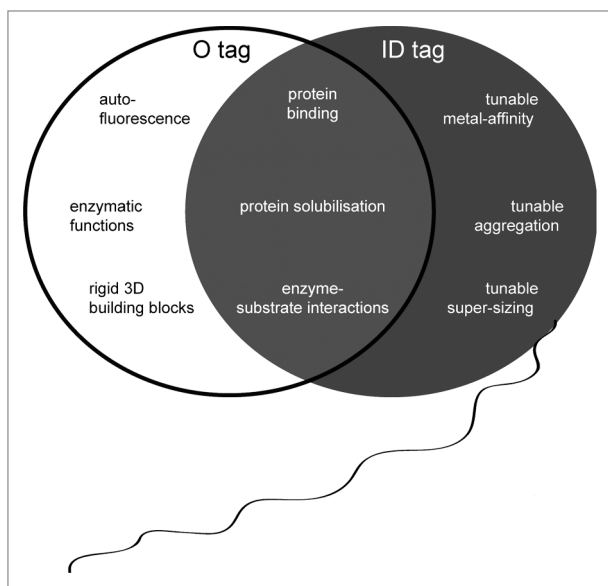 O tag
ID tag
auto-
fluorescence
protein
binding
tunable
metal-affinity
enzymatic
functions
protein solubilisation
tunable
aggregation
rigid 3D
building blocks
enzyme-
substrate interactions
tunable
super-sizing